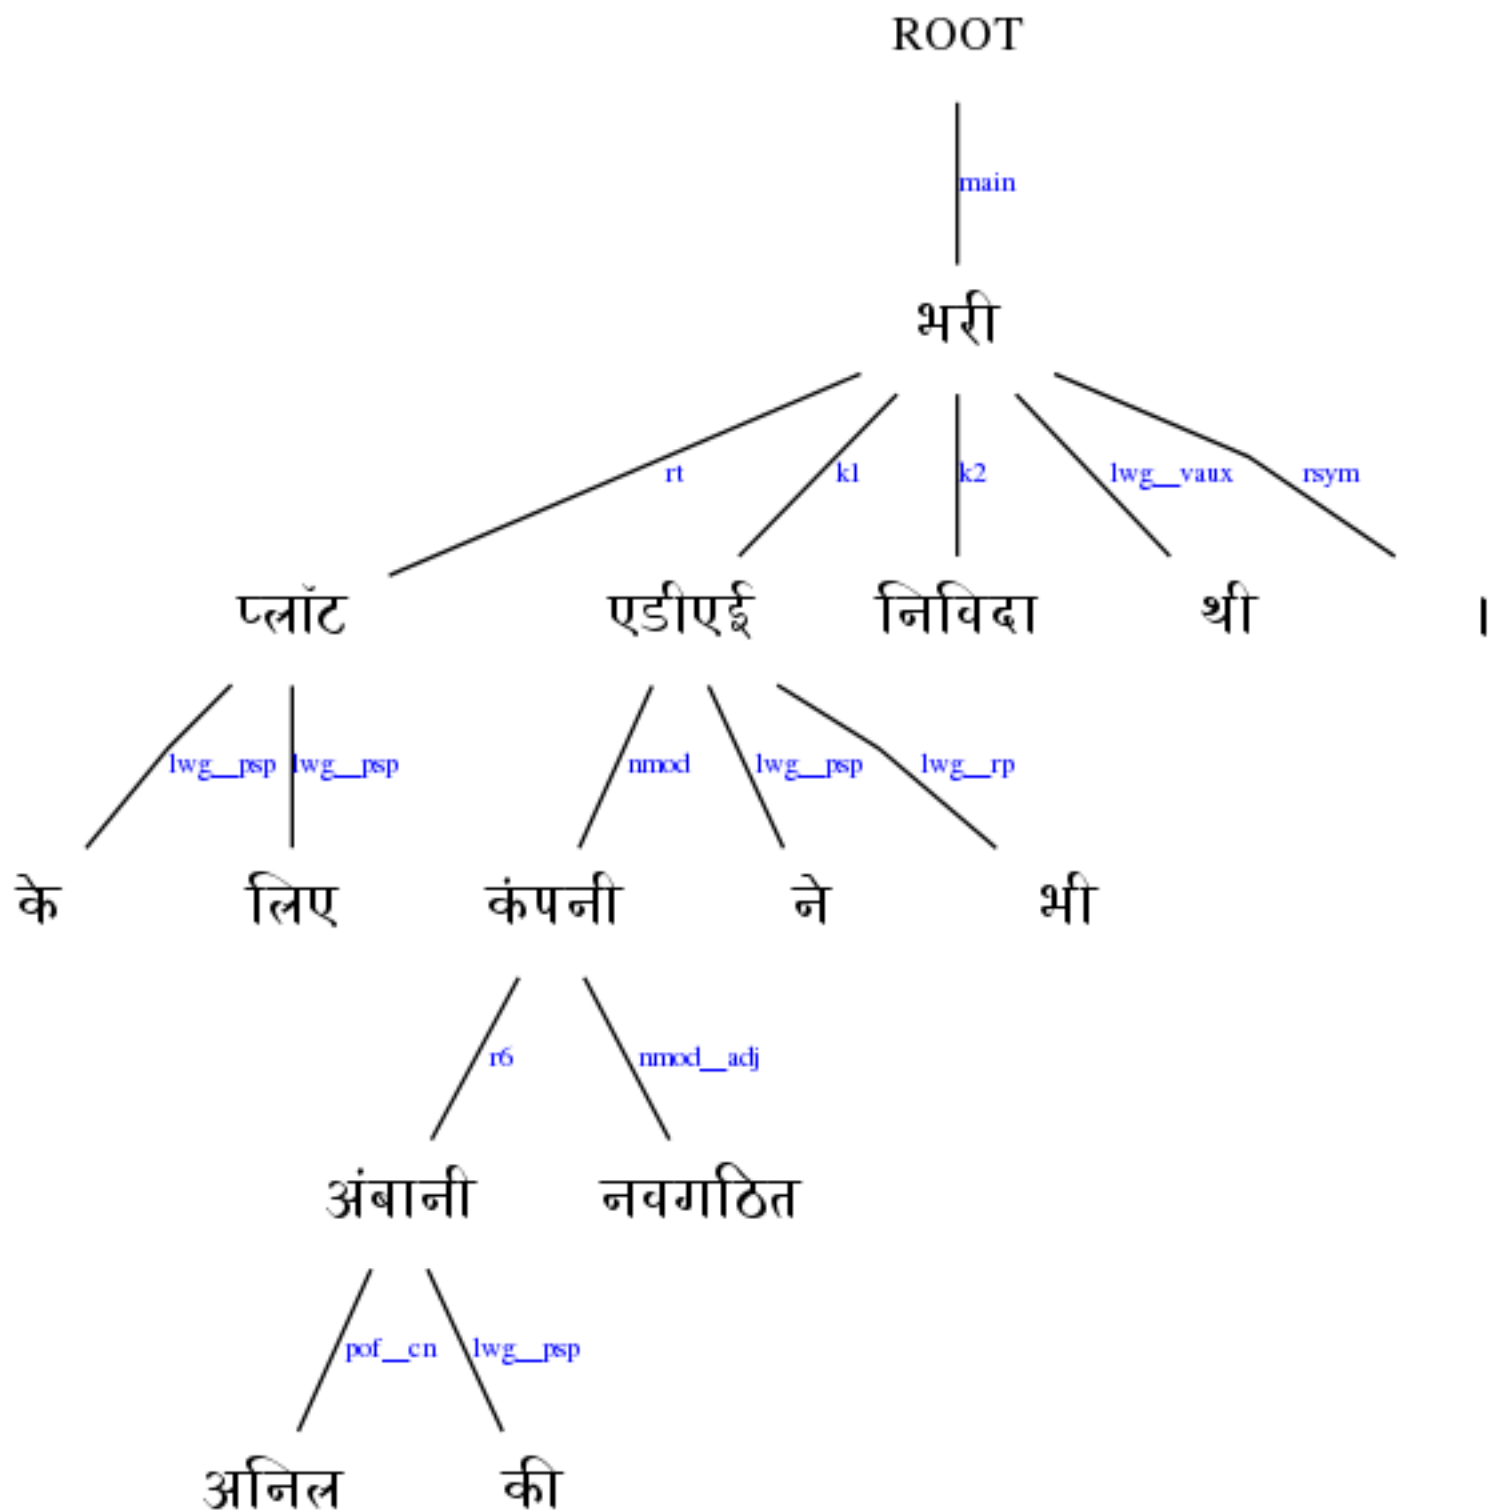 ROOT
main
भरी
rt k1 k2 lwg__vaux rsym
प्लॉट एडीएई निविदा थी ।
lwg__psp lwg__psp nmod lwg__psp lwg__rp
के लिए कंपनी ने भी
r6 nmod__adj
अंबानी नवगठित
pof__cn lwg__psp
अनिल की